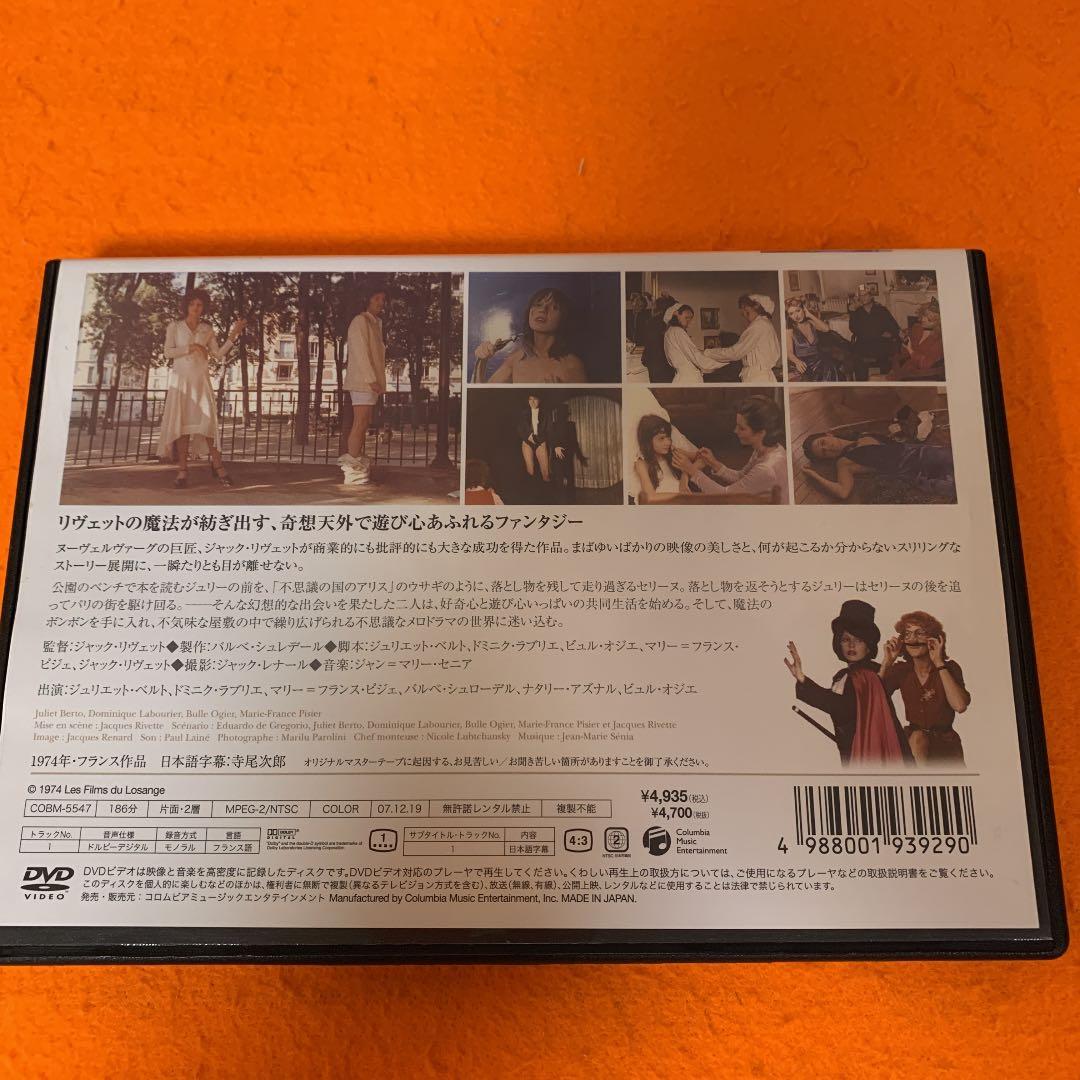 リヴェットの魔法が紡ぎ出す、奇想天外で遊び心あふれるファンタジー
ヌーヴェルヴァーグの巨匠、ジャック・リヴェットが商業的にも批評的にも大きな成功を得た作品。まばゆいばかりの映像の美しさと、何が起こるか分からないスリリングな
ストーリー展開に、一瞬たりとも目が離せない。
公園のベンチで本を読むジュリーの前を、「不思議の国のアリス」のウサギのように、落とし物を残して走り過ぎるセリーヌ。落とし物を返そうとするジュリーはセリーヌの後を追
ってパリの街を駆け回る。——そんな幻想的な出会いを果たした二人は、好奇心と遊び心いっぱいの共同生活を始める。そして、魔法の
ボンボンを手に入れ、不気味な屋敷の中で繰り広げられる不思議なメロドラマの世界に迷い込む。
監督:ジャック・リヴェット◆製作:バルベ・シュレデール◆脚本:ジュリエット・ベルト、ドミニク・ラブリエ、ビュル・オジエ、マリー＝フランス・
ピジェ、ジャック・リヴェット◆撮影:ジャック・レナール◆音楽:ジャン＝マリー・セニア
出演:ジュリエット・ベルト、ドミニク・ラブリエ、マリー＝フランス・ピジェ、バルベ・シュローデル、ナタリー・アズナル、ビュル・オジエ
Juliet Berto, Dominique Labourier, Bulle Ogier, Marie-France Pisier
Mise en scène : Jacques Rivette Scénario : Eduardo de Gregorio, Juliet Berto, Dominique Labourier, Bulle Ogier, Marie-France Pisier et Jacques Rivette
Image : Jacques Renard Son : Paul Lainé Photographe : Marilu Parolini Chef monteuse : Nicole Lubtchansky Musique : Jean-Marie Sénia
1974年・フランス作品 日本語字幕:寺尾次郎 オリジナルマスターテープに起因する、お見苦しい／お聞き苦しい箇所がありますことを御了承ください。
© 1974 Les Films du Losange
COBM-5547 186分 片面・2層 MPEG-2/NTSC COLOR 07.12.19 無許諾レンタル禁止 複製不能
¥4,935(税込)
¥4,700(税抜)
トラックNo. 音声仕様 録音方式 言語
1 ドルビーデジタル モノラル フランス語
DOLBY DIGITAL
"Dolby" and the double-D symbol are trademarks of
Dolby Laboratories Licensing Corporation.
1
サブタイトル・トラックNo. 内容
1 日本語字幕
4:3
2
NTSC 日本市場向
Columbia
Music
Entertainment
4 988001 939290
DVD VIDEO
DVDビデオは映像と音楽を高密度に記録したディスクです。DVDビデオ対応のプレーヤで再生してください。くわしい再生上の取扱方については、ご使用になるプレーヤなどの取扱説明書をご覧ください。
このディスクを個人的に楽しむなどのほかは、権利者に無断で複製(異なるテレビジョン方式を含む)、放送(無線、有線)、公開上映、レンタルなどに使用することは法律で禁じられています。
発売・販売元:コロムビアミュージックエンタテインメント Manufactured by Columbia Music Entertainment, Inc. MADE IN JAPAN.